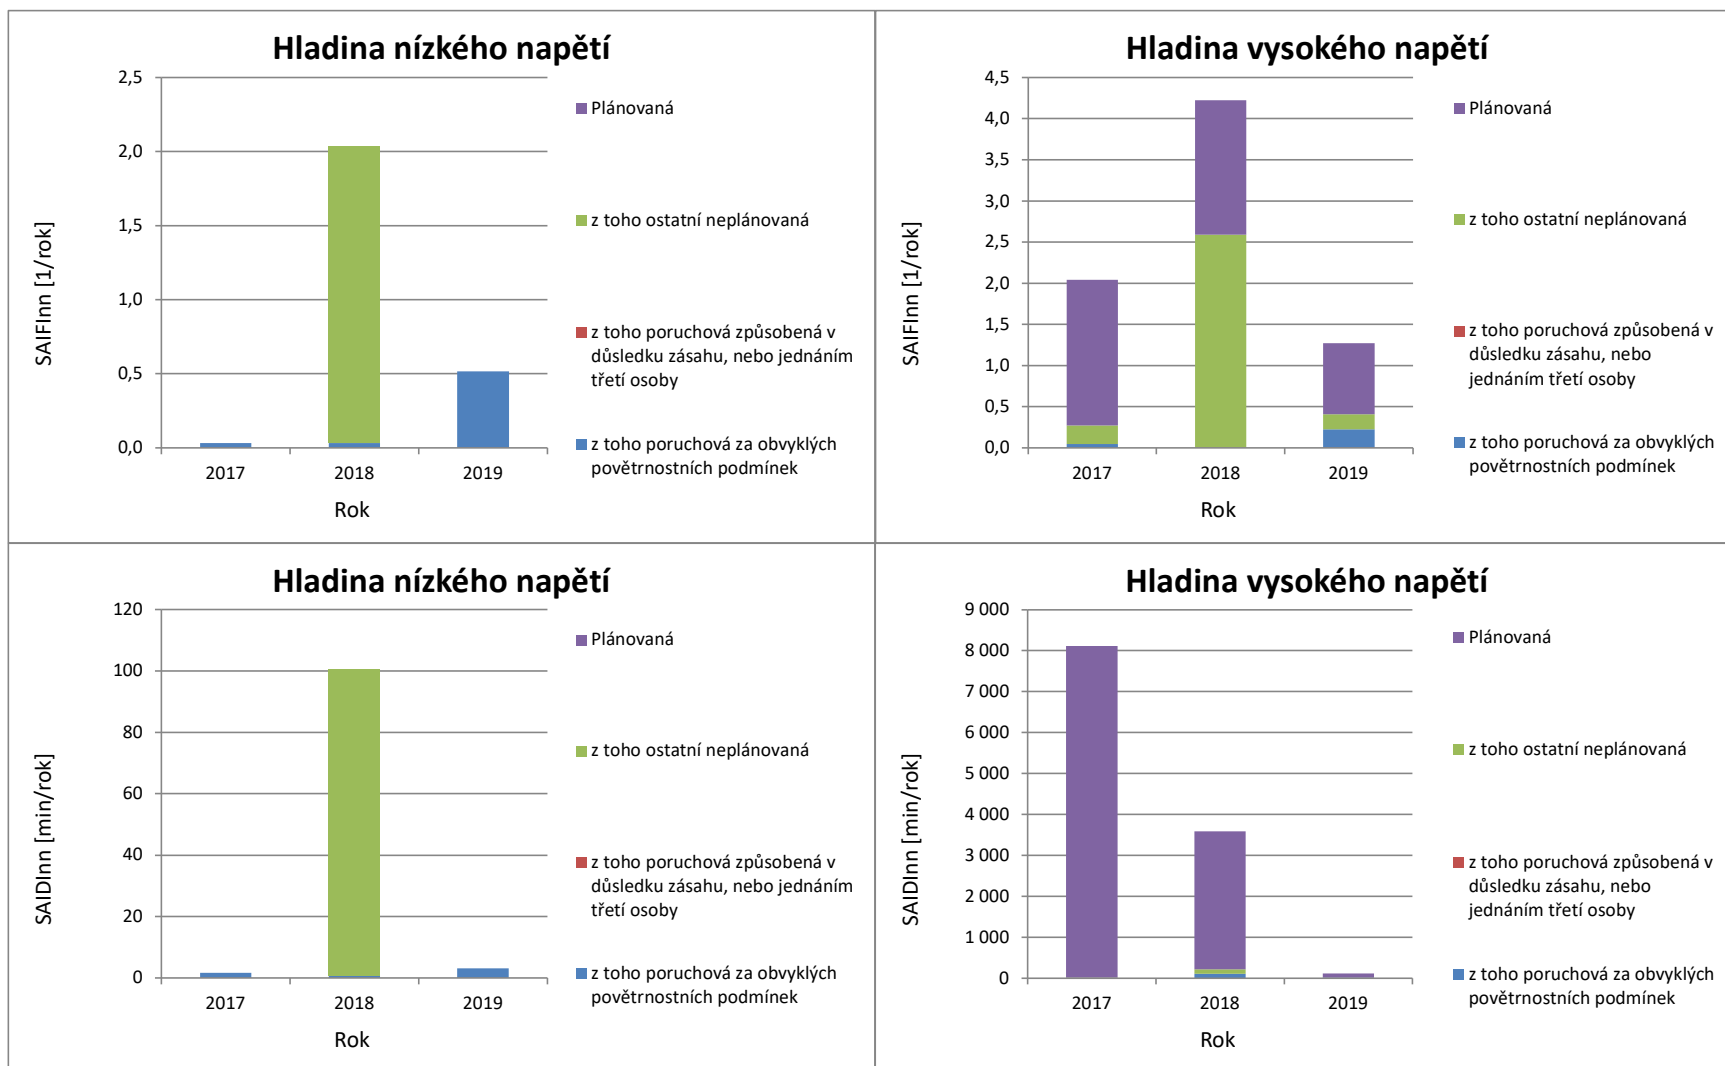 Hladina nízkého napětí
2,5
2,0
1,5
1,0
0,5
0,0
SAIFInn [1/rok]
2017
2018
2019
Rok
Plánovaná
z toho ostatní neplánovaná
z toho poruchová způsobená v
důsledku zásahu, nebo jednáním
třetí osoby
z toho poruchová za obvyklých
povětrnostních podmínek
Hladina vysokého napětí
4,5
4,0
3,5
3,0
2,5
2,0
1,5
1,0
0,5
0,0
SAIFInn [1/rok]
2017
2018
2019
Rok
Plánovaná
z toho ostatní neplánovaná
z toho poruchová způsobená v
důsledku zásahu, nebo
jednáním třetí osoby
z toho poruchová za obvyklých
povětrnostních podmínek
Hladina nízkého napětí
120
100
80
60
40
20
0
SAIDInn [min/rok]
2017
2018
2019
Rok
Plánovaná
z toho ostatní neplánovaná
z toho poruchová způsobená v
důsledku zásahu, nebo jednáním
třetí osoby
z toho poruchová za obvyklých
povětrnostních podmínek
Hladina vysokého napětí
9 000
8 000
7 000
6 000
5 000
4 000
3 000
2 000
1 000
0
SAIDInn [min/rok]
2017
2018
2019
Rok
Plánovaná
z toho ostatní neplánovaná
z toho poruchová způsobená v
důsledku zásahu, nebo
jednáním třetí osoby
z toho poruchová za obvyklých
povětrnostních podmínek